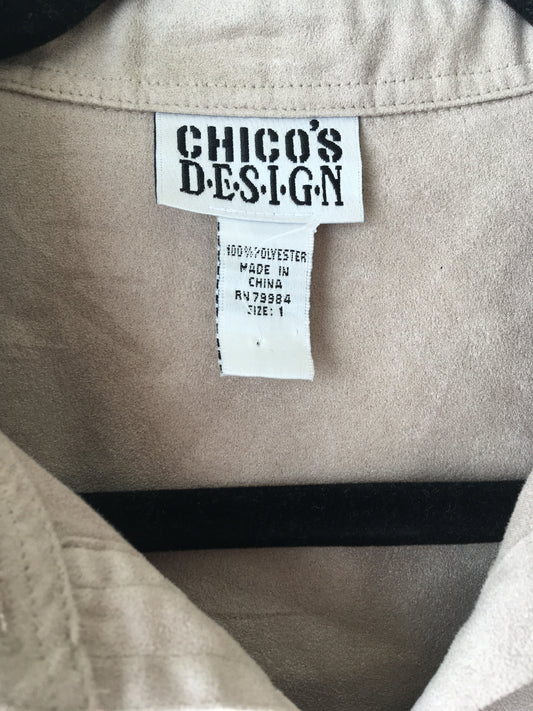 CHICO'S
D·E·S·I·G·N
100% POLYESTER
MADE IN
CHINA
RN 79984
SIZE: 1